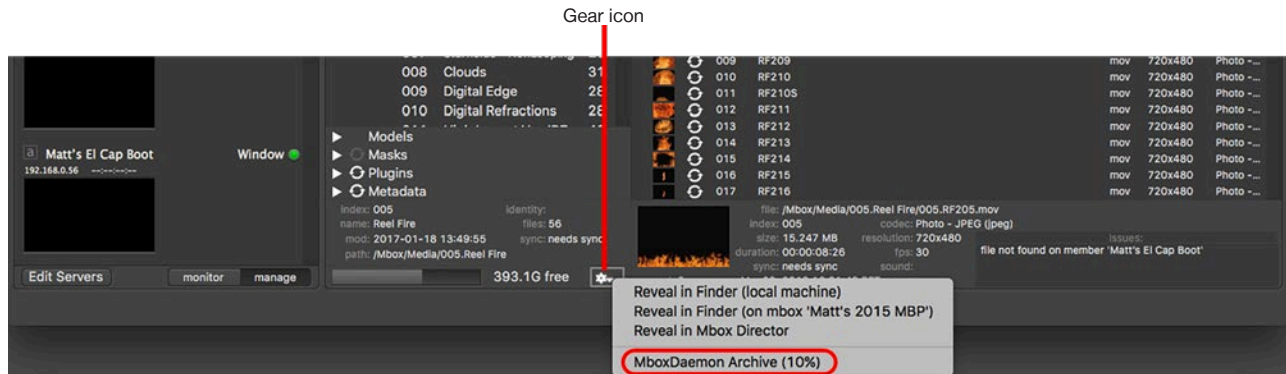 Gear icon
008 Clouds 31
009 Digital Edge 28
010 Digital Refractions 28
Models
Masks
Plugins
Metadata
index: 005 identity:
name: Reel Fire files: 56
mod: 2017-01-18 13:49:55 sync: needs sync
path: /Mbox/Media/005.Reel Fire
393.1G free
a Matt's El Cap Boot Window
192.168.0.56 --:--:--:--
Edit Servers monitor manage
009 RF209 mov 720x480 Photo -...
010 RF210 mov 720x480 Photo -...
011 RF210S mov 720x480 Photo -...
012 RF211 mov 720x480 Photo -...
013 RF212 mov 720x480 Photo -...
014 RF213 mov 720x480 Photo -...
015 RF214 mov 720x480 Photo -...
016 RF215 mov 720x480 Photo -...
017 RF216 mov 720x480 Photo -...
file: /Mbox/Media/005.Reel Fire/005.RF205.mov
index: 005 codec: Photo - JPEG (jpeg)
size: 15.247 MB resolution: 720x480
duration: 00:00:08:26 fps: 30
sync: needs sync sound:
Issues:
file not found on member 'Matt's El Cap Boot'
Reveal in Finder (local machine)
Reveal in Finder (on mbox 'Matt's 2015 MBP')
Reveal in Mbox Director
MboxDaemon Archive (10%)